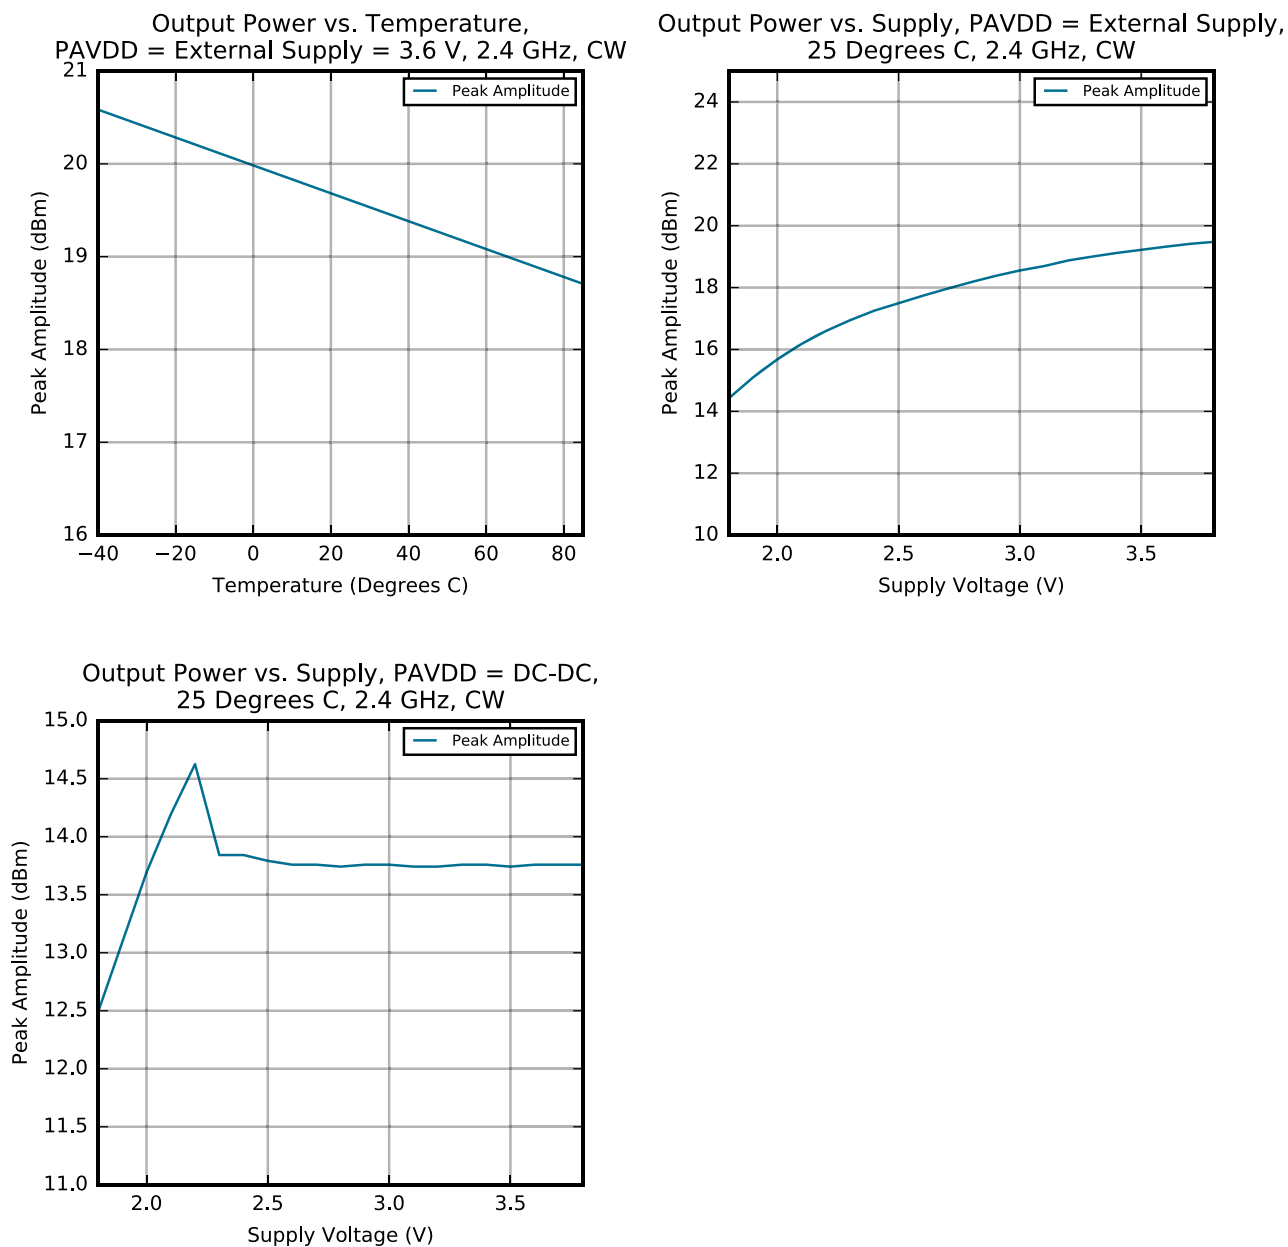 Output Power vs. Temperature,
PAVDD = External Supply = 3.6 V, 2.4 GHz, CW
Peak Amplitude
21
20
19
18
17
16
−40
−20
0
20
40
60
80
Peak Amplitude (dBm)
Temperature (Degrees C)
Output Power vs. Supply, PAVDD = External Supply,
25 Degrees C, 2.4 GHz, CW
Peak Amplitude
24
22
20
18
16
14
12
10
2.0
2.5
3.0
3.5
Peak Amplitude (dBm)
Supply Voltage (V)
Output Power vs. Supply, PAVDD = DC-DC,
25 Degrees C, 2.4 GHz, CW
Peak Amplitude
15.0
14.5
14.0
13.5
13.0
12.5
12.0
11.5
11.0
2.0
2.5
3.0
3.5
Peak Amplitude (dBm)
Supply Voltage (V)